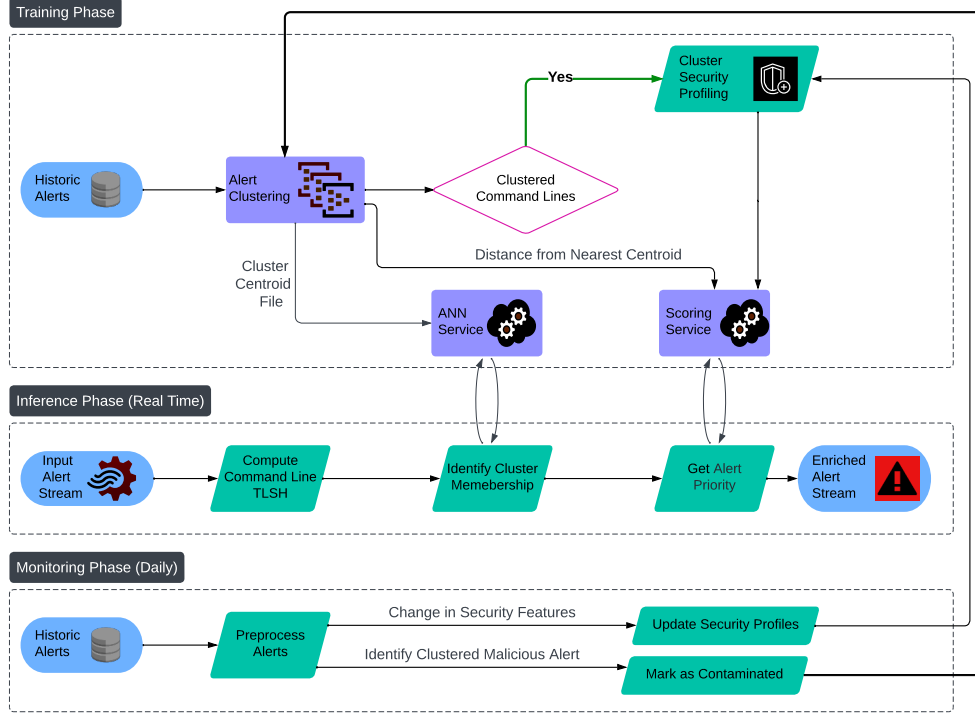 Training Phase
Yes
Cluster
Security
Profiling
Historic
Alerts
Alert
Clustering
Clustered
Command Lines
Distance from Nearest Centroid
Cluster
Centroid
File
ANN
Service
Scoring
Service
Inference Phase (Real Time)
Input
Alert
Stream
Compute
Command Line
TLSH
Identify Cluster
Memebership
Get Alert
Priority
Enriched
Alert
Stream
Monitoring Phase (Daily)
Historic
Alerts
Preprocess
Alerts
Change in Security Features
Update Security Profiles
Identify Clustered Malicious Alert
Mark as Contaminated